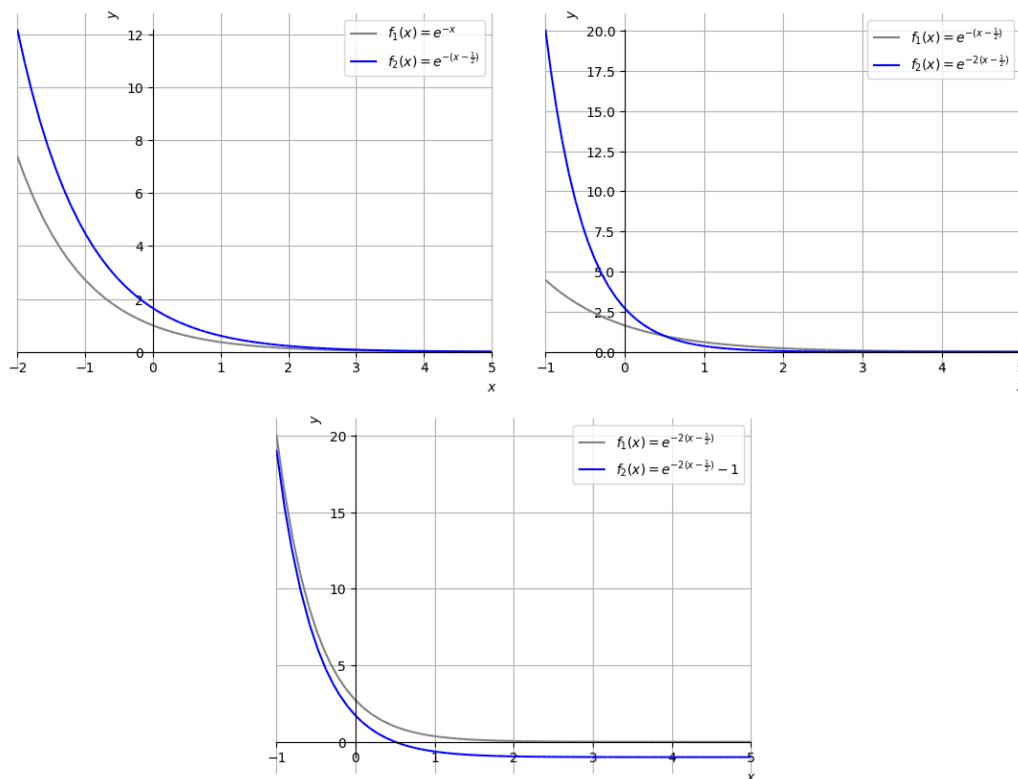 y
12
10
8
6
4
2
0
−2 −1 0 1 2 3 4 5
x
f₁(x) = e^{−x}
f₂(x) = e^{−(x−½)}
y
20.0
17.5
15.0
12.5
10.0
7.5
5.0
2.5
0.0
−1 0 1 2 3 4
f₁(x) = e^{−(x−½)}
f₂(x) = e^{−2(x−½)}
y
20
15
10
5
0
−1 0 1 2 3 4 5
x
f₁(x) = e^{−2(x−½)}
f₂(x) = e^{−2(x−½)} − 1